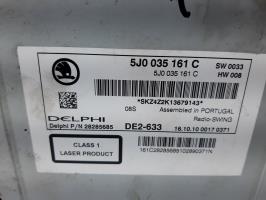 5J0 035 161 C
SW 0033
5J0 035 161 C
HW 008
*SKZ4Z2K13679143*
08S
Assembled in PORTUGAL
Radio-SWING
DELPHI
Delphi P/N 28285685
DE2-633
16.10.10 0017 0371
CLASS 1
LASER PRODUCT